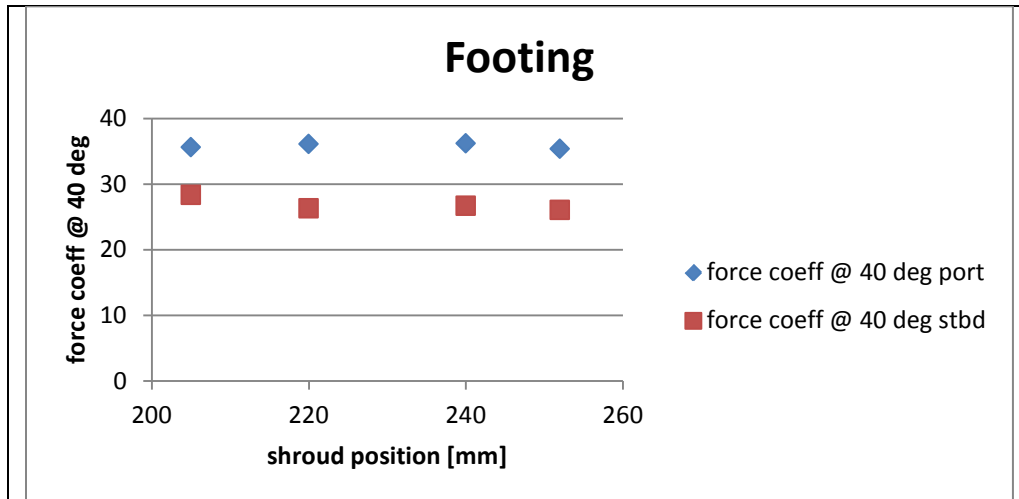 Footing
force coeff @ 40 deg
40
30
20
10
0
200 220 240 260
shroud position [mm]
force coeff @ 40 deg port
force coeff @ 40 deg stbd